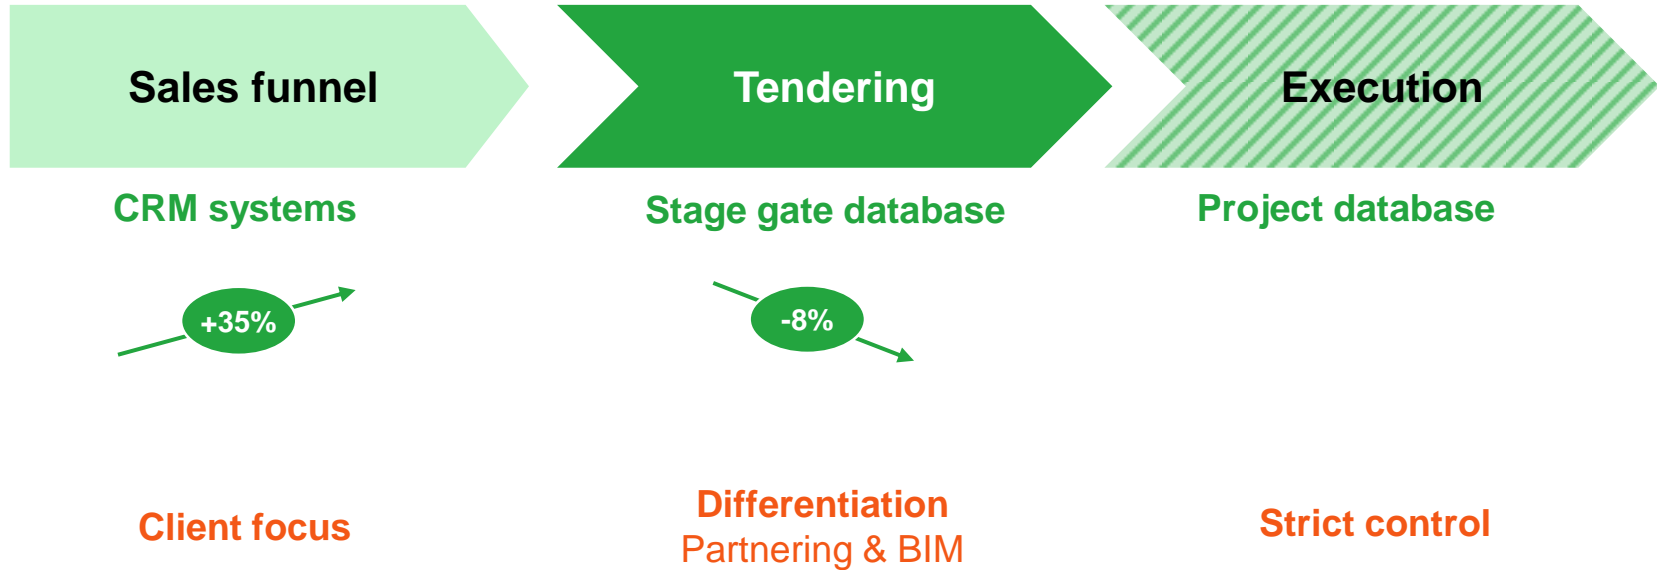 Sales funnel
Tendering
Execution
CRM systems
Stage gate database
Project database
+35%
-8%
Client focus
Differentiation
Partnering & BIM
Strict control